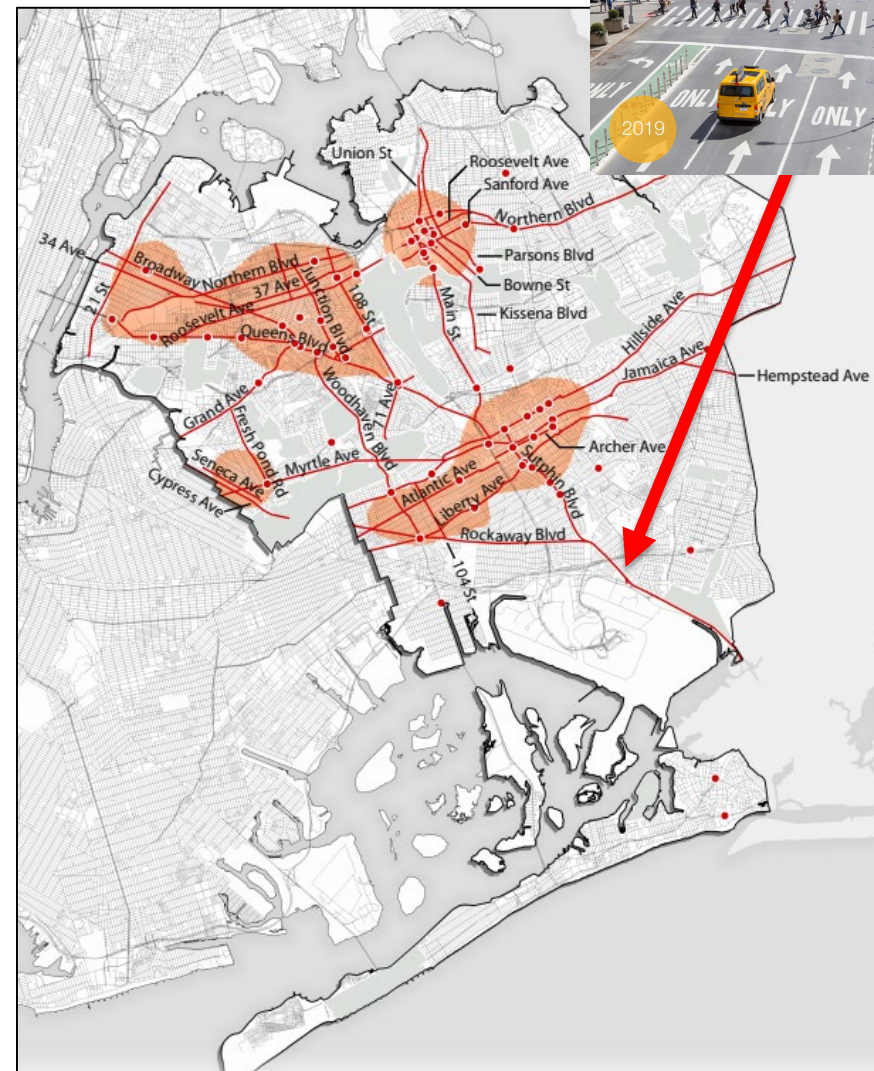 ONLY
ONLY
ONLY
ONLY
2019
Union St
Roosevelt Ave
Sanford Ave
Northern Blvd
34 Ave
Broadway
Northern Blvd
37 Ave
Junction Blvd
108 St
21 St
Roosevelt Ave
Queens Blvd
Main St
Parsons Blvd
Bowne St
Kissena Blvd
Hillside Ave
Jamaica Ave
Hempstead Ave
Grand Ave
Woodhaven Blvd
71 Ave
Fresh Pond Rd
Seneca Ave
Myrtle Ave
Cypress Ave
Archer Ave
Sutphin Blvd
Atlantic Ave
Liberty Ave
Rockaway Blvd
104 St